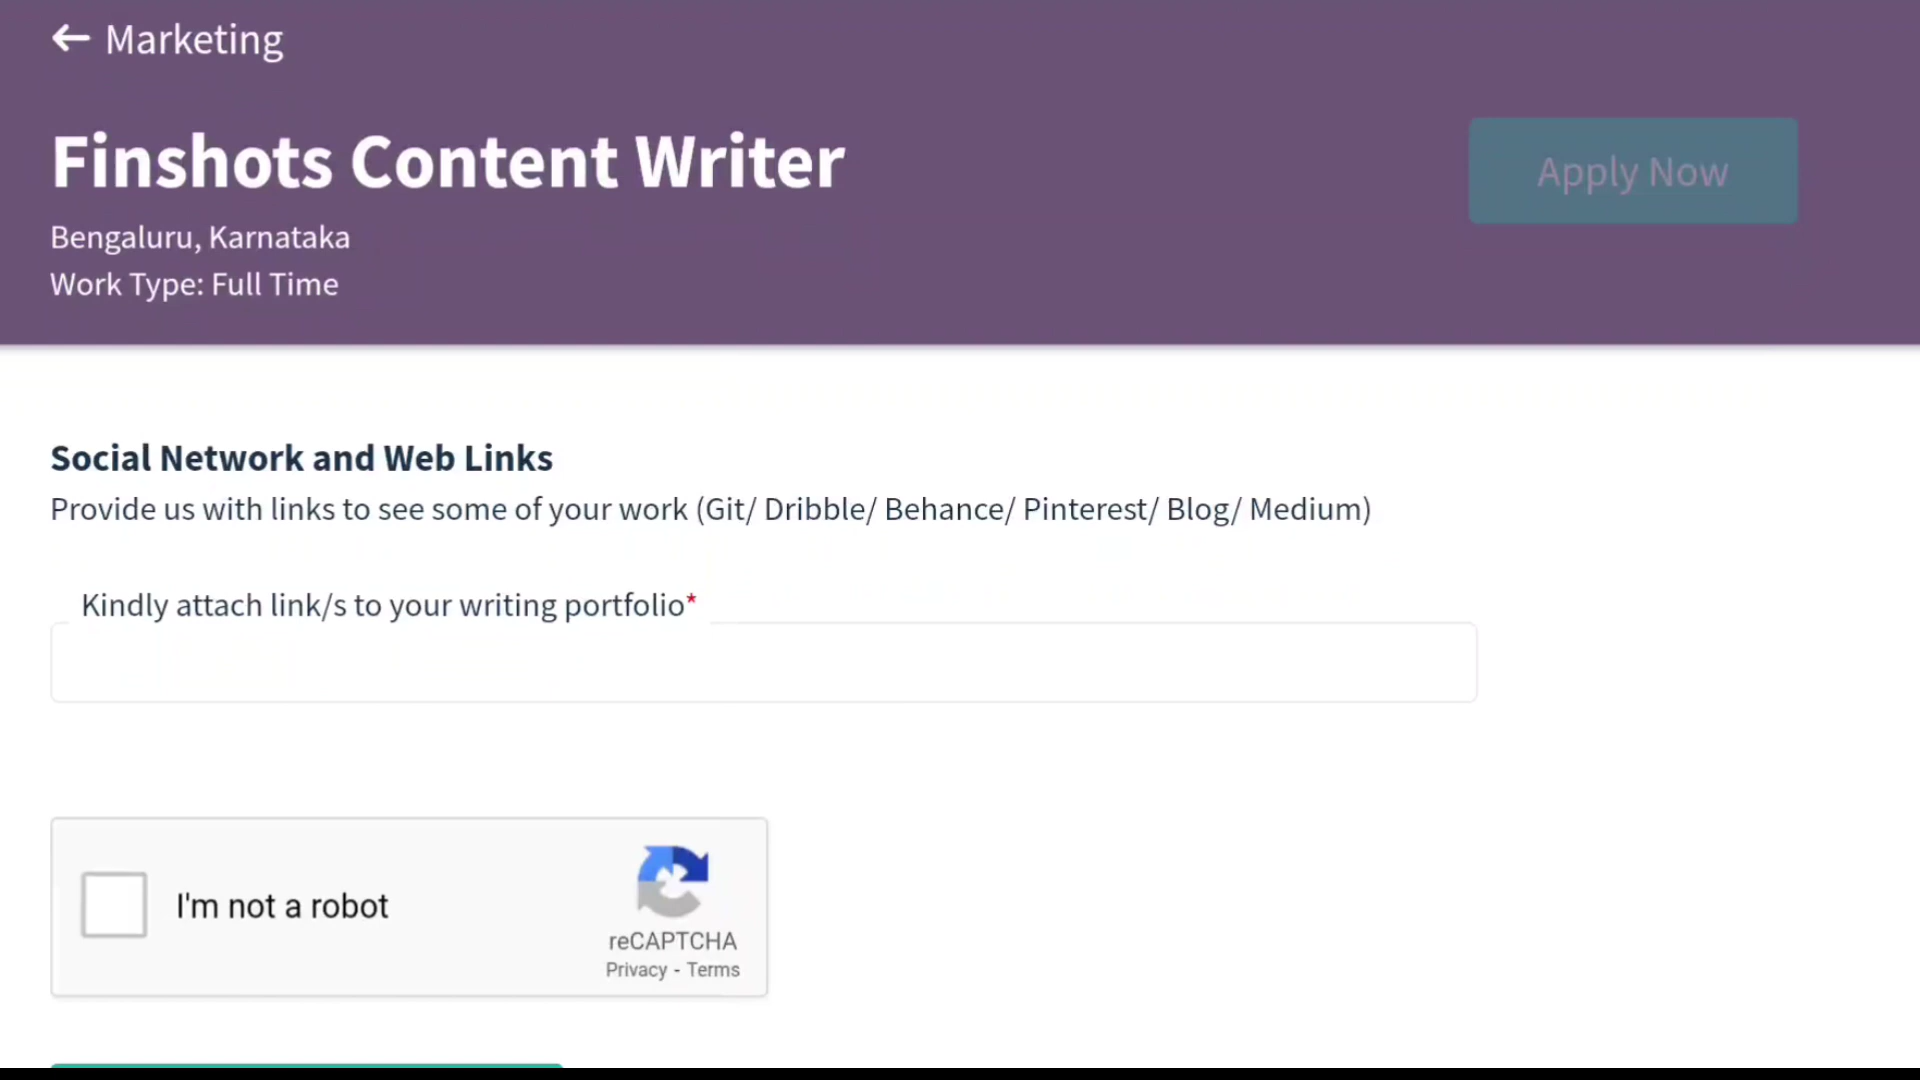 ← Marketing
Finshots Content Writer
Apply Now
Bengaluru, Karnataka
Work Type: Full Time
Social Network and Web Links
Provide us with links to see some of your work (Git/ Dribble/ Behance/ Pinterest/ Blog/ Medium)
Kindly attach link/s to your writing portfolio*
I'm not a robot
reCAPTCHA
Privacy - Terms